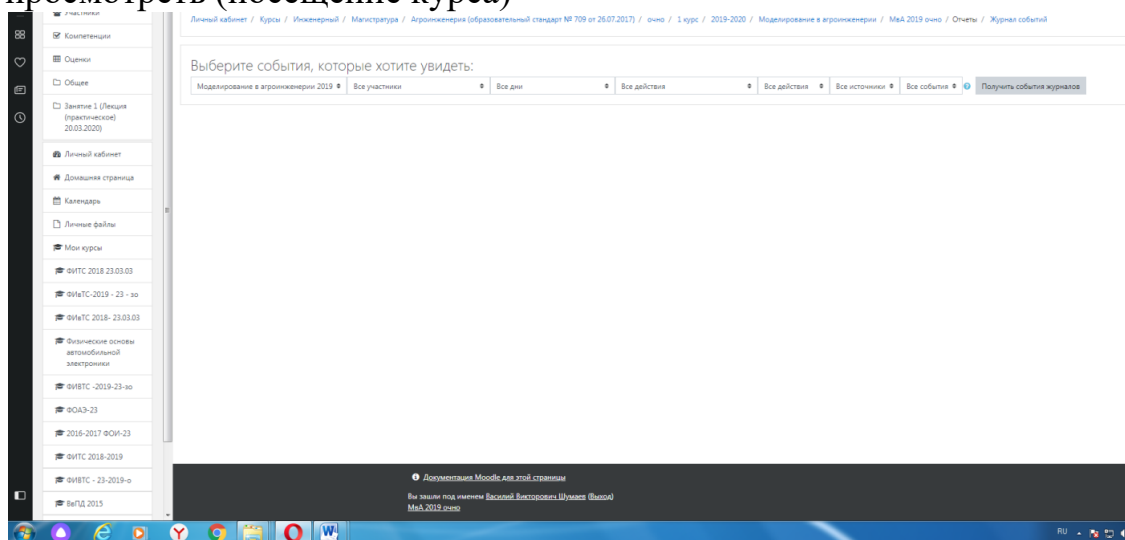 просмотреть (посещение курса)
Участники
Компетенции
Оценки
Общее
Занятие 1 (Лекция
(практическое)
20.03.2020)
Личный кабинет
Домашняя страница
Календарь
Личные файлы
Мои курсы
ФИТС 2018 23.03.03
ФИвТС-2019 - 23 - зо
ФИвТС 2018- 23.03.03
Физические основы
автомобильной
электроники
ФИВТС -2019-23-зо
ФОАЭ-23
2016-2017 ФОИ-23
ФИТС 2018-2019
ФИВТС - 23-2019-о
ВвПД 2015
Личный кабинет / Курсы / Инженерный / Магистратура / Агроинженерия (образовательный стандарт № 709 от 26.07.2017) / очно / 1 курс / 2019-2020 / Моделирование в агроинженерии / МвА 2019 очно / Отчеты / Журнал событий
Выберите события, которые хотите увидеть:
Моделирование в агроинженерии 2019 Все участники Все дни Все действия Все действия Все источники Все события Получить события журналов
Документация Moodle для этой страницы
Вы зашли под именем Василий Викторович Шумаев (Выход)
МвА 2019 очно
RU